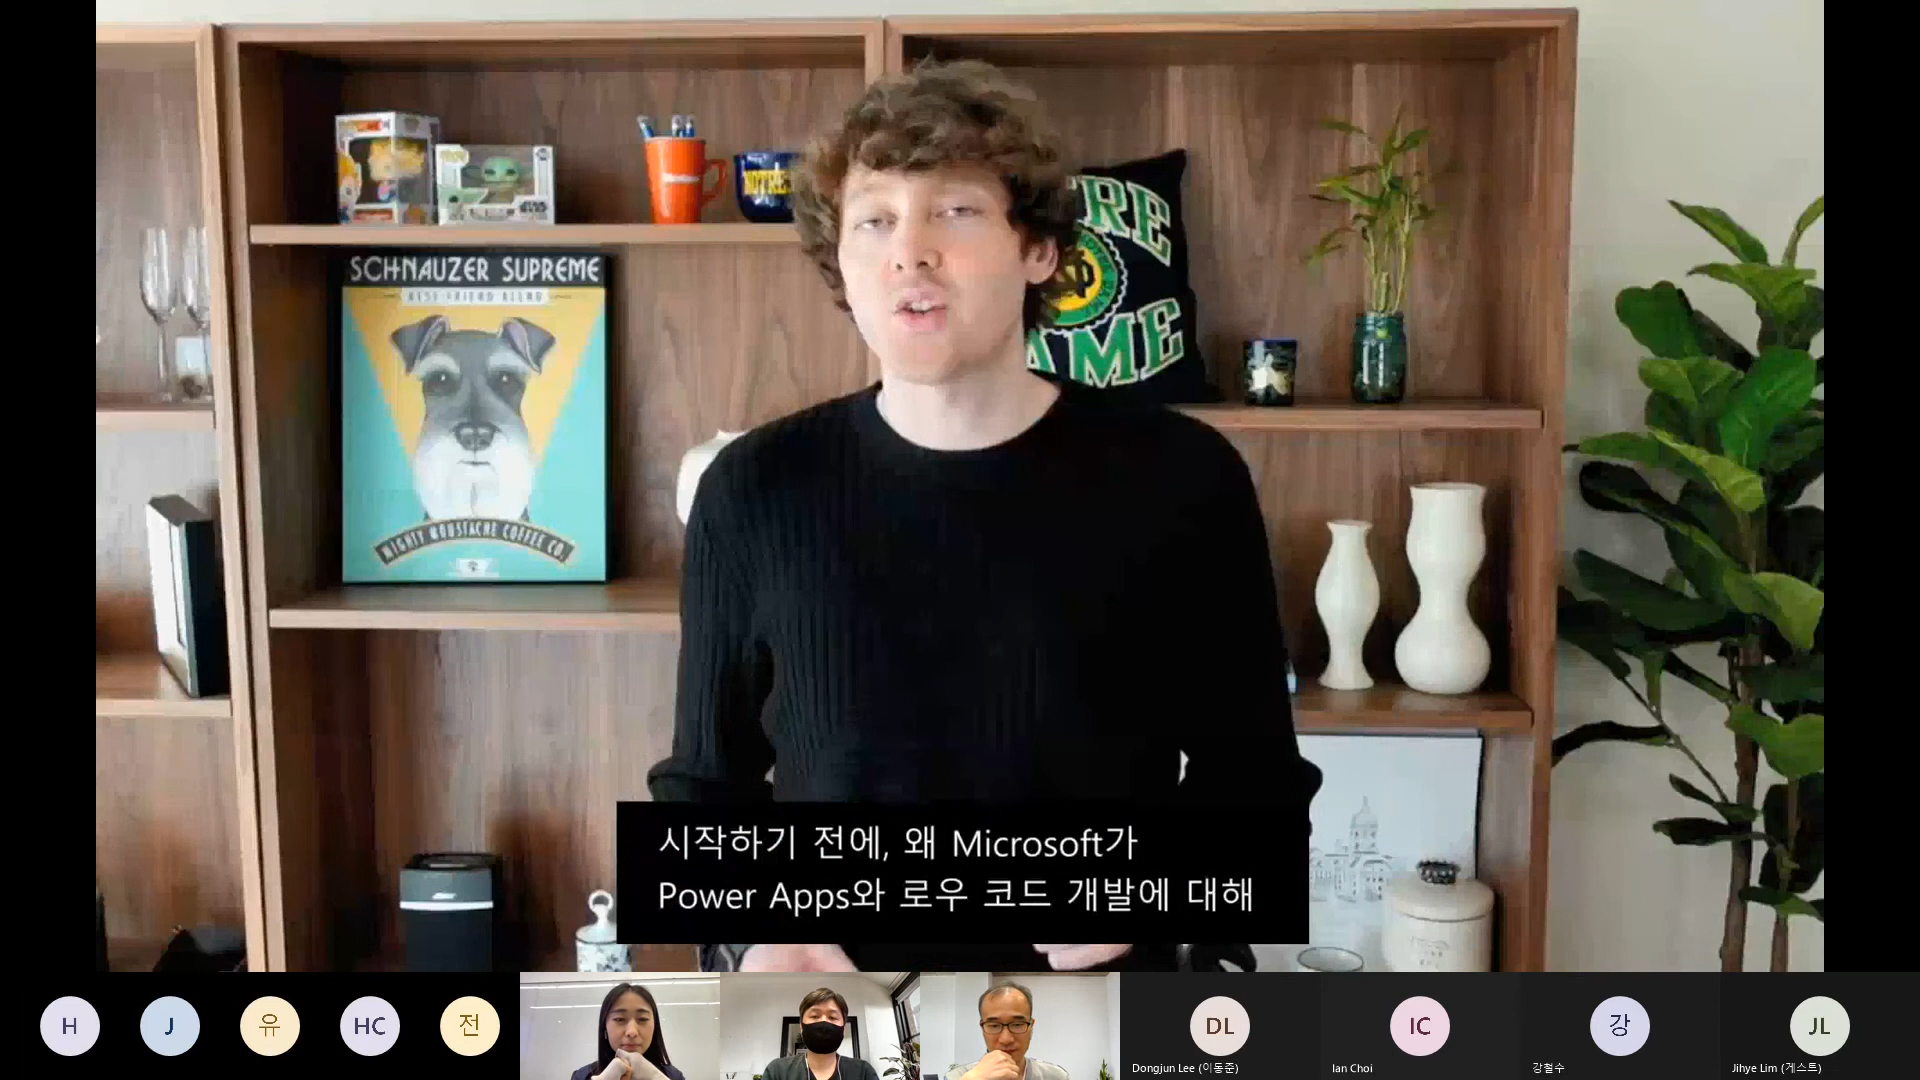 SCHNAUZER SUPREME
BEST FRIEND BLEND
MIGHTY MOUSTACHE COFFEE CO.
NOTRE
TRE
AME
시작하기 전에, 왜 Microsoft가
Power Apps와 로우 코드 개발에 대해
H
J
유
HC
전
DL
Dongjun Lee (이동준)
IC
Ian Choi
강
강철수
JL
Jihye Lim (게스트)